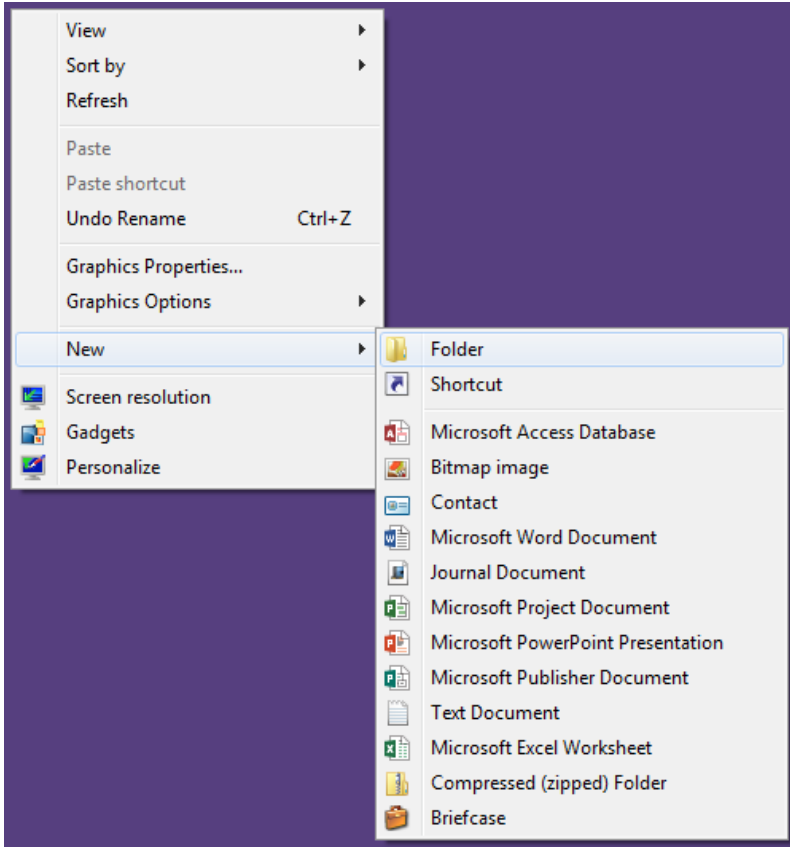 View
Sort by
Refresh
Paste
Paste shortcut
Undo Rename Ctrl+Z
Graphics Properties...
Graphics Options
New
Screen resolution
Gadgets
Personalize
Folder
Shortcut
Microsoft Access Database
Bitmap image
Contact
Microsoft Word Document
Journal Document
Microsoft Project Document
Microsoft PowerPoint Presentation
Microsoft Publisher Document
Text Document
Microsoft Excel Worksheet
Compressed (zipped) Folder
Briefcase